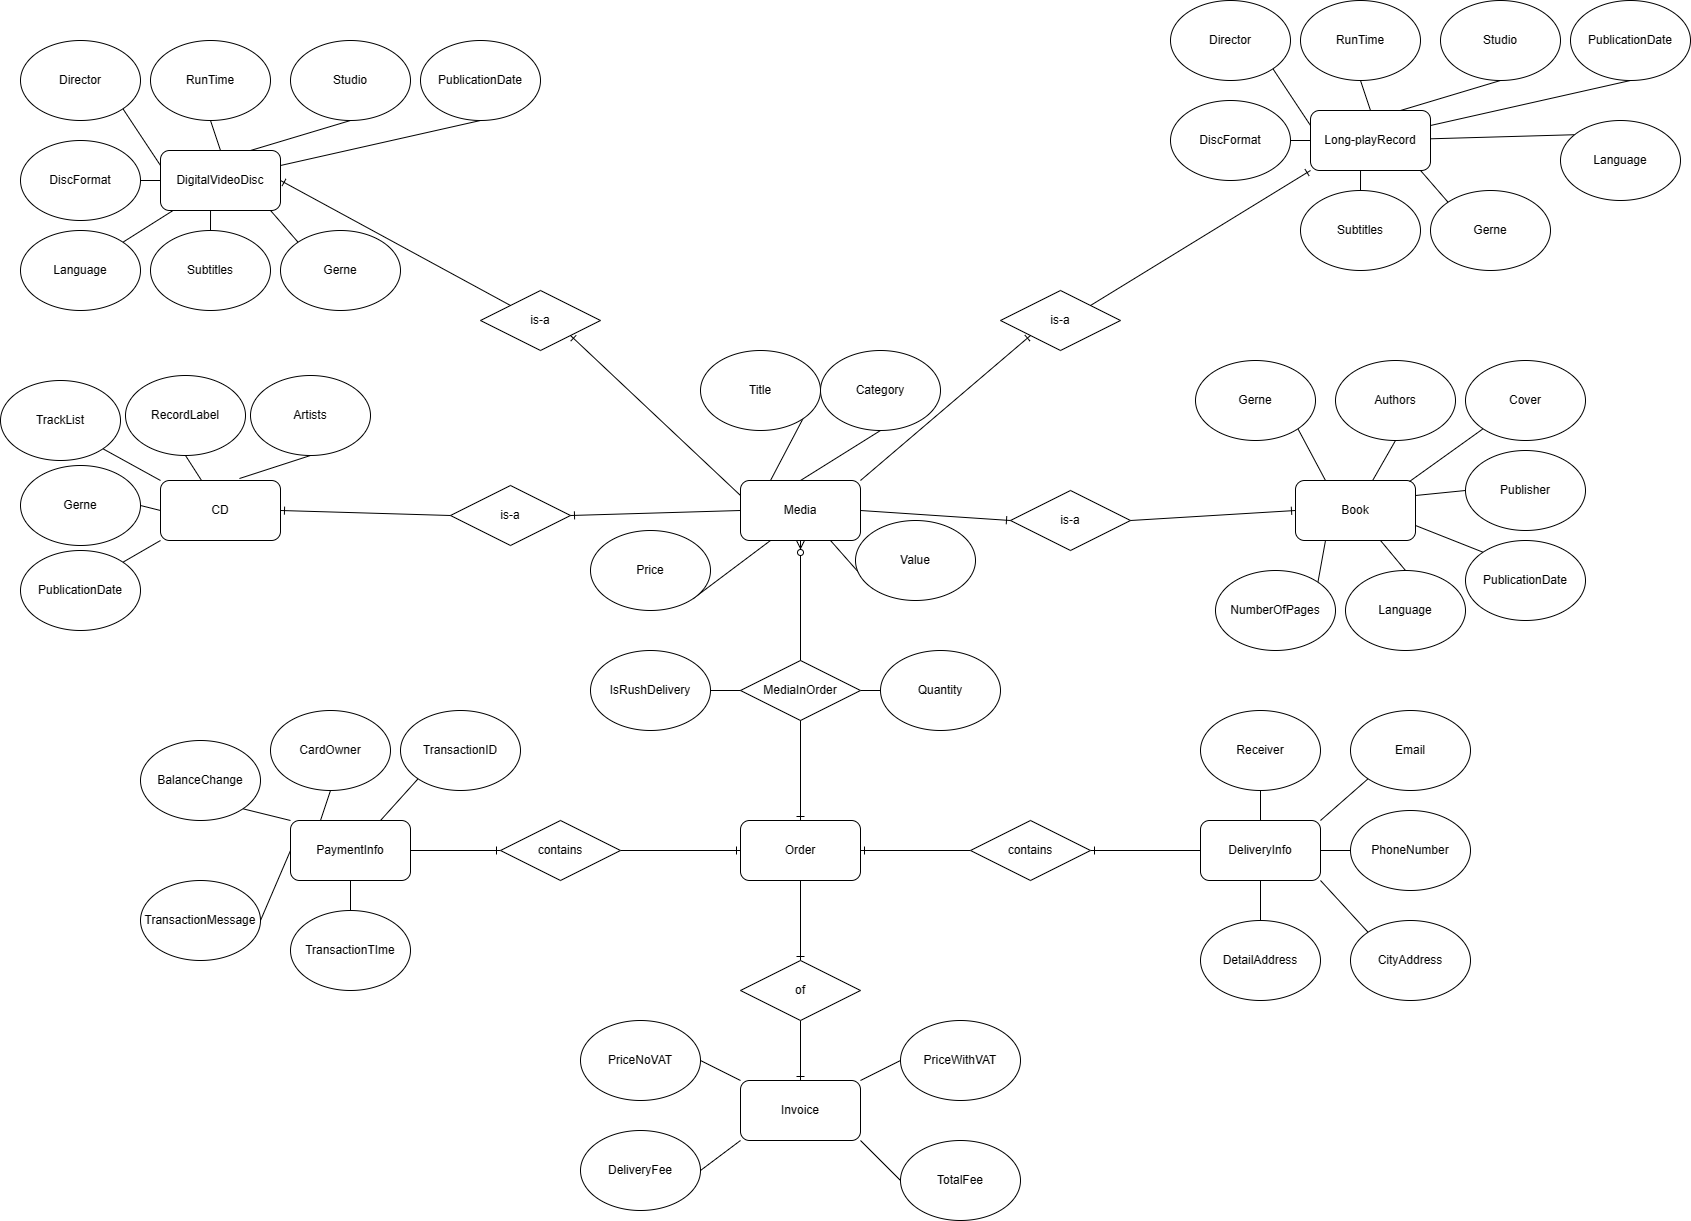 Director
RunTime
Studio
PublicationDate
Director
RunTime
Studio
PublicationDate
DiscFormat
DigitalVideoDisc
DiscFormat
Long-playRecord
Language
Language
Subtitles
Gerne
Subtitles
Gerne
is-a
is-a
Title
Category
TrackList
RecordLabel
Artists
Gerne
Authors
Cover
Gerne
CD
is-a
Media
is-a
Book
Publisher
PublicationDate
Price
Value
NumberOfPages
Language
PublicationDate
IsRushDelivery
MediaInOrder
Quantity
BalanceChange
CardOwner
TransactionID
Receiver
Email
PaymentInfo
contains
Order
contains
DeliveryInfo
PhoneNumber
TransactionMessage
TransactionTIme
DetailAddress
CityAddress
of
PriceNoVAT
PriceWithVAT
Invoice
DeliveryFee
TotalFee